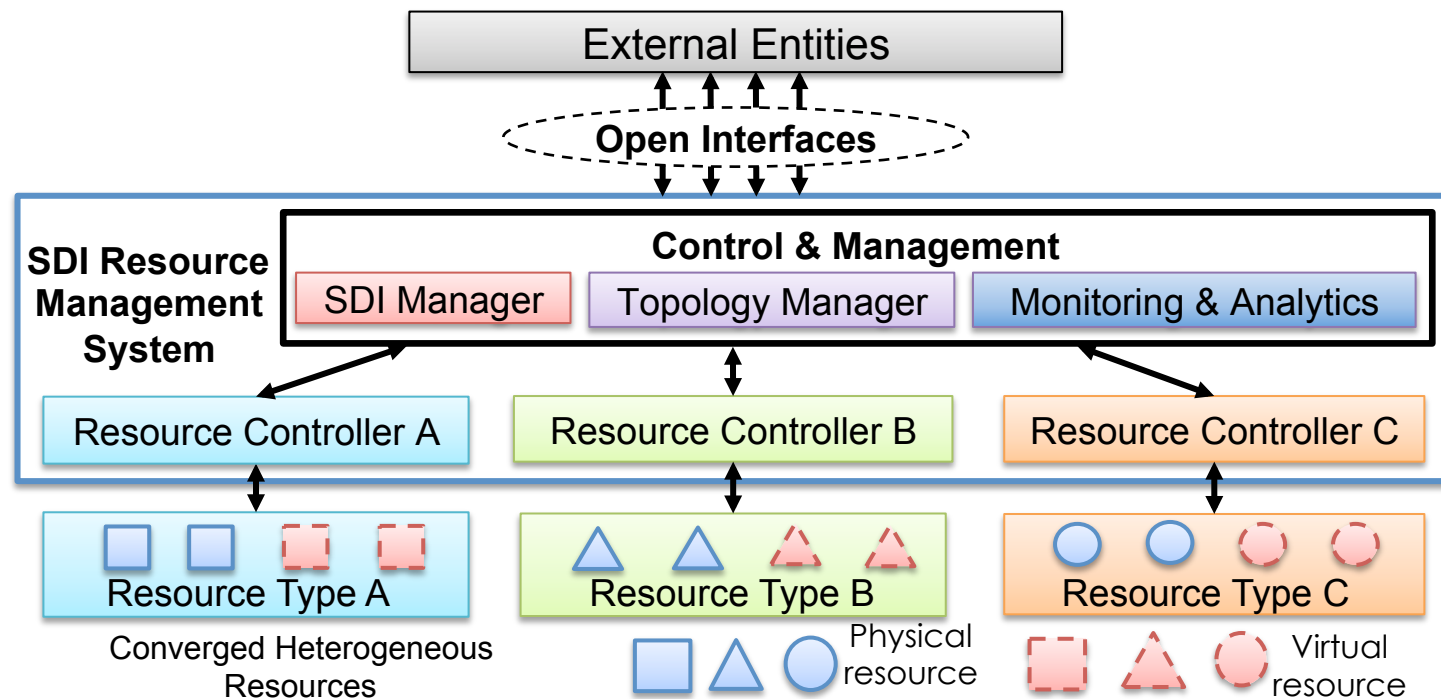 External Entities
Open Interfaces
SDI Resource
Management
System
Control & Management
SDI Manager
Topology Manager
Monitoring & Analytics
Resource Controller A
Resource Controller B
Resource Controller C
Resource Type A
Resource Type B
Resource Type C
Converged Heterogeneous
Resources
Physical
resource
Virtual
resource